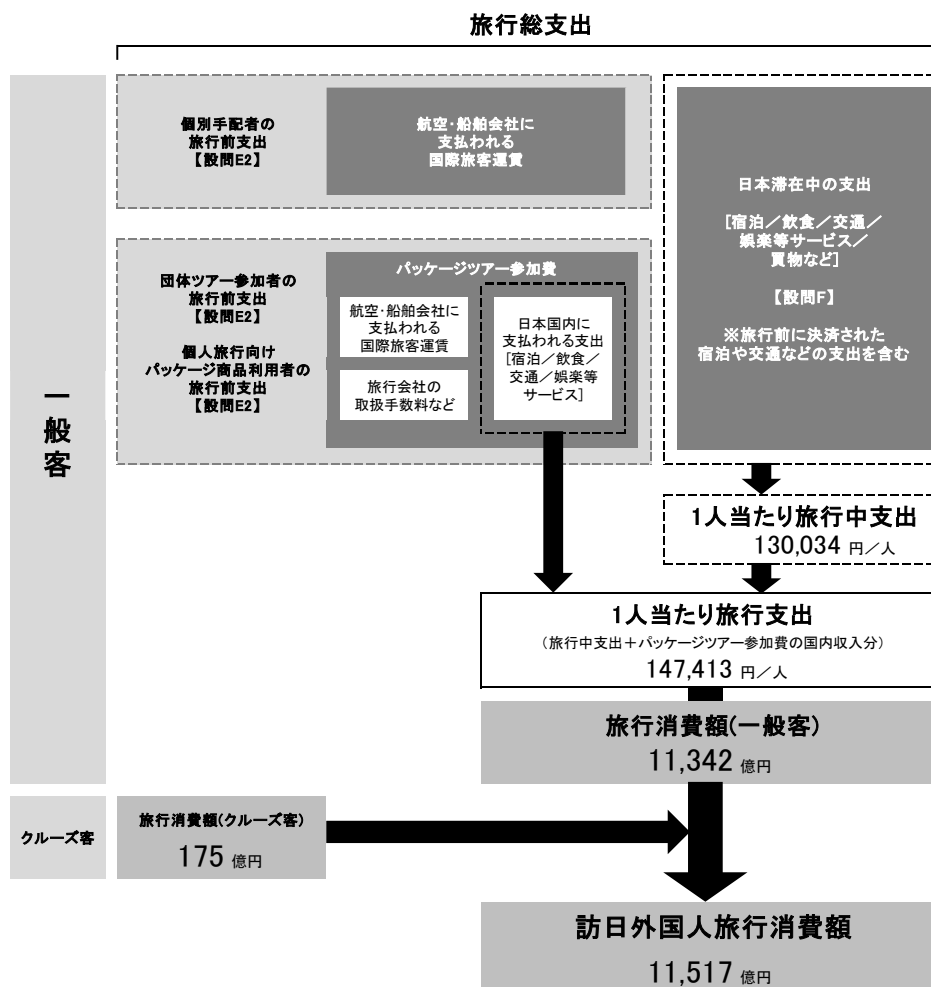 旅行総支出
一般客
個別手配者の
旅行前支出
【設問E2】
航空・船舶会社に
支払われる
国際旅客運賃
団体ツアー参加者の
旅行前支出
【設問E2】
個人旅行向け
パッケージ商品利用者の
旅行前支出
【設問E2】
パッケージツアー参加費
航空・船舶会社に
支払われる
国際旅客運賃
旅行会社の
取扱手数料など
日本国内に
支払われる支出
[宿泊／飲食／
交通／娯楽等
サービス]
日本滞在中の支出
[宿泊／飲食／交通／
娯楽等サービス／
買物など]
【設問F】
※旅行前に決済された
宿泊や交通などの支出を含む
1人当たり旅行中支出
130,034 円／人
1人当たり旅行支出
（旅行中支出＋パッケージツアー参加費の国内収入分）
147,413 円／人
旅行消費額(一般客)
11,342 億円
クルーズ客
旅行消費額(クルーズ客)
175 億円
訪日外国人旅行消費額
11,517 億円